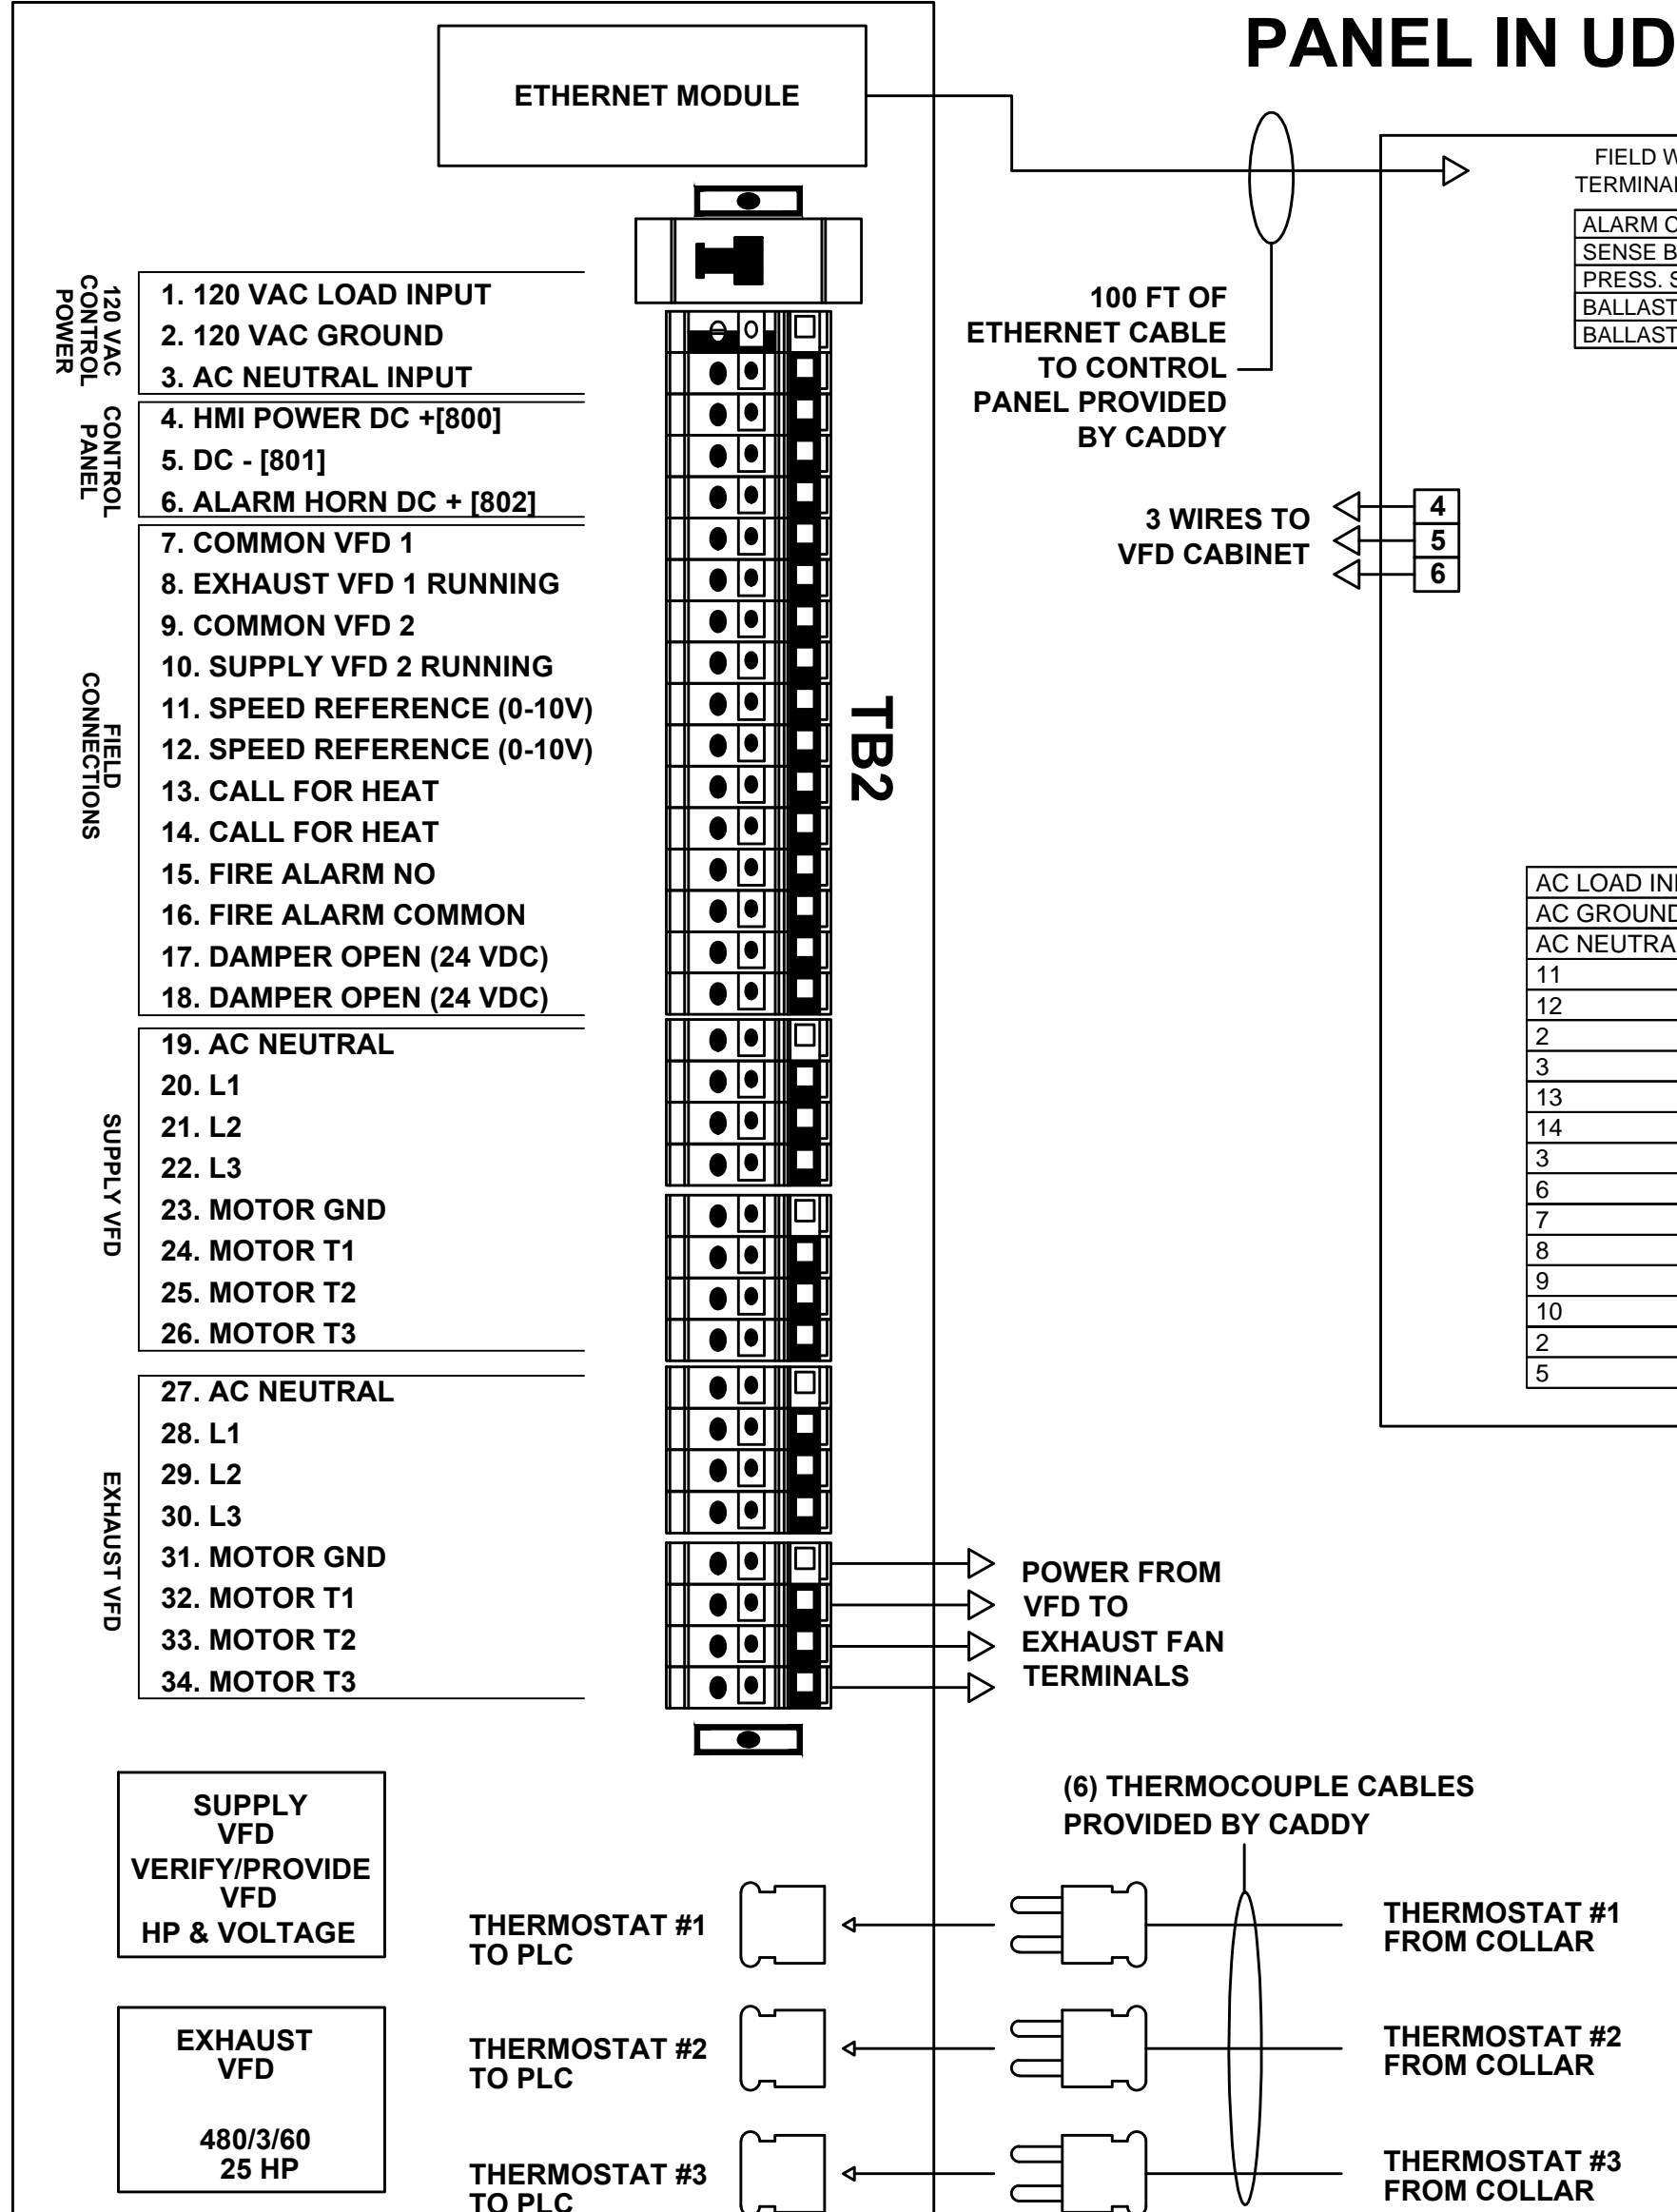 PANEL IN UD
ETHERNET MODULE
FIELD W
TERMINAL
ALARM C
SENSE B
PRESS. S
BALLAST
BALLAST
120 VAC
CONTROL
POWER
1. 120 VAC LOAD INPUT
2. 120 VAC GROUND
3. AC NEUTRAL INPUT
CONTROL
PANEL
4. HMI POWER DC +[800]
5. DC - [801]
6. ALARM HORN DC + [802]
FIELD
CONNECTIONS
7. COMMON VFD 1
8. EXHAUST VFD 1 RUNNING
9. COMMON VFD 2
10. SUPPLY VFD 2 RUNNING
11. SPEED REFERENCE (0-10V)
12. SPEED REFERENCE (0-10V)
13. CALL FOR HEAT
14. CALL FOR HEAT
15. FIRE ALARM NO
16. FIRE ALARM COMMON
17. DAMPER OPEN (24 VDC)
18. DAMPER OPEN (24 VDC)
SUPPLY VFD
19. AC NEUTRAL
20. L1
21. L2
22. L3
23. MOTOR GND
24. MOTOR T1
25. MOTOR T2
26. MOTOR T3
EXHAUST VFD
27. AC NEUTRAL
28. L1
29. L2
30. L3
31. MOTOR GND
32. MOTOR T1
33. MOTOR T2
34. MOTOR T3
TB2
100 FT OF
ETHERNET CABLE
TO CONTROL
PANEL PROVIDED
BY CADDY
3 WIRES TO
VFD CABINET
4
5
6
AC LOAD IN
AC GROUND
AC NEUTRA
11
12
2
3
13
14
3
6
7
8
9
10
2
5
POWER FROM
VFD TO
EXHAUST FAN
TERMINALS
SUPPLY
VFD
VERIFY/PROVIDE
VFD
HP & VOLTAGE
EXHAUST
VFD
480/3/60
25 HP
(6) THERMOCOUPLE CABLES
PROVIDED BY CADDY
THERMOSTAT #1
TO PLC
THERMOSTAT #1
FROM COLLAR
THERMOSTAT #2
TO PLC
THERMOSTAT #2
FROM COLLAR
THERMOSTAT #3
TO PLC
THERMOSTAT #3
FROM COLLAR